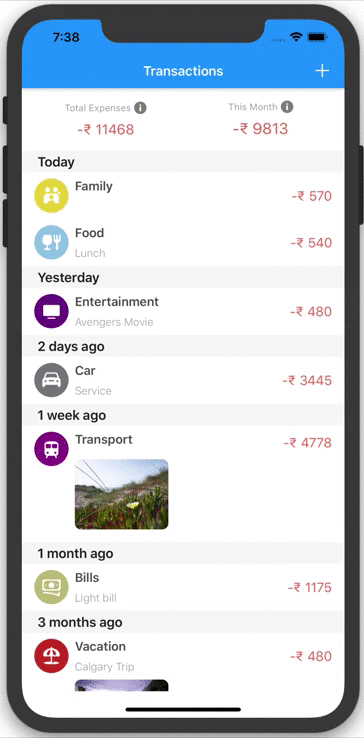 7:38
Transactions
Total Expenses i
This Month i
-₹ 11468
-₹ 9813
Today
Family
-₹ 570
Food
Lunch
-₹ 540
Yesterday
Entertainment
Avengers Movie
-₹ 480
2 days ago
Car
Service
-₹ 3445
1 week ago
Transport
-₹ 4778
1 month ago
Bills
Light bill
-₹ 1175
3 months ago
Vacation
Calgary Trip
-₹ 480